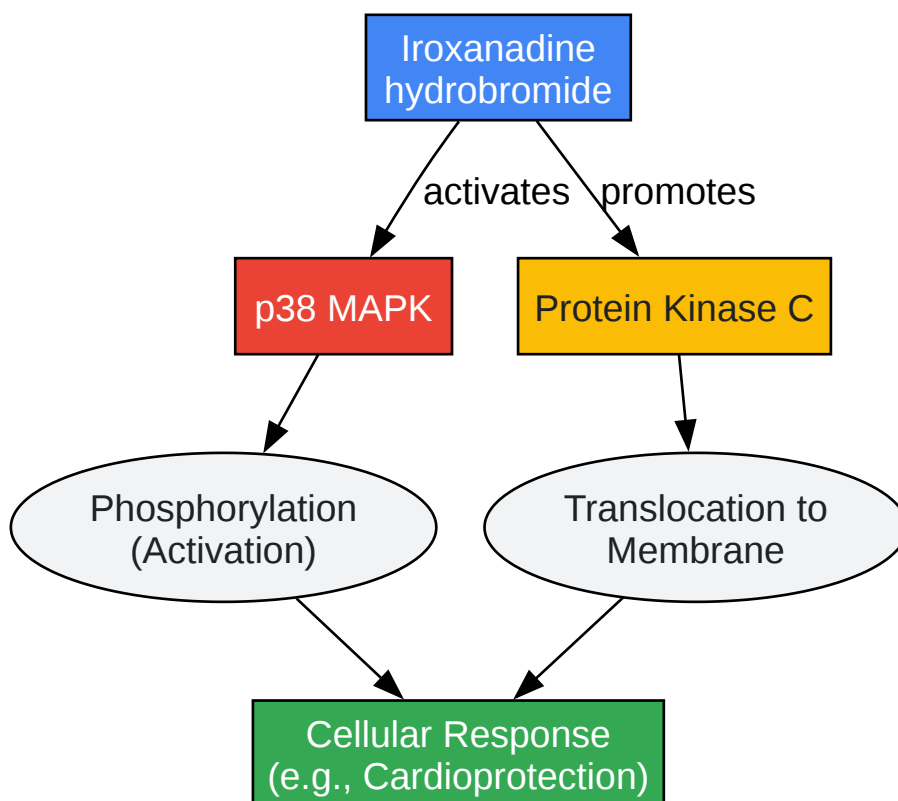 Iroxanadine
hydrobromide
activates
promotes
p38 MAPK
Protein Kinase C
Phosphorylation
(Activation)
Translocation to
Membrane
Cellular Response
(e.g., Cardioprotection)